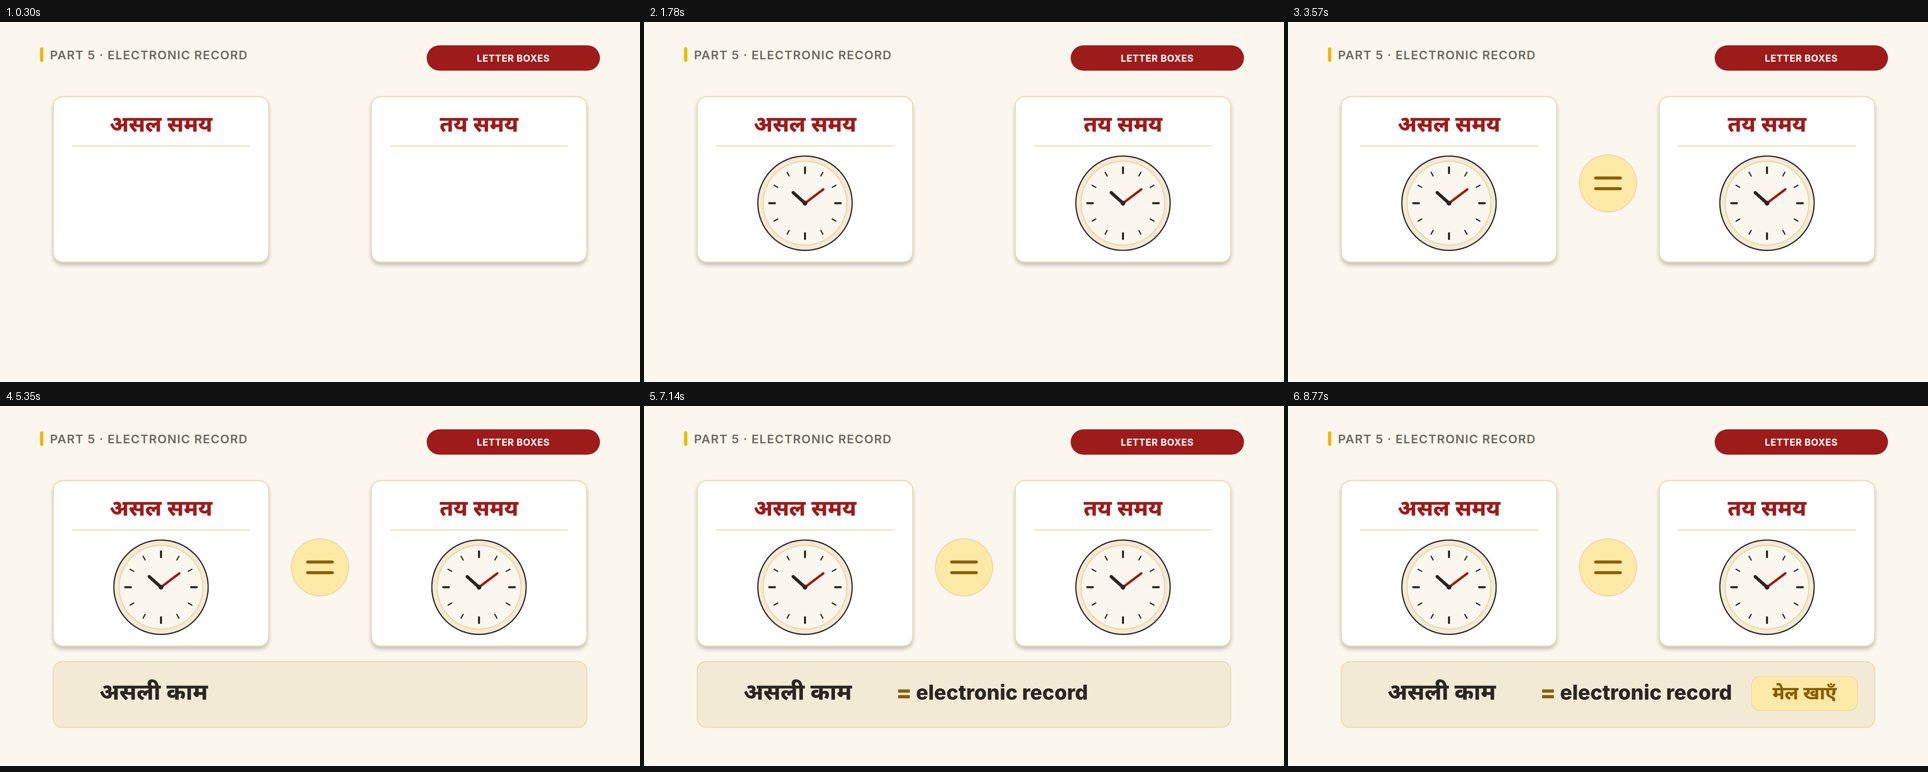 1. 0.30s
PART 5 · ELECTRONIC RECORD
LETTER BOXES
असल समय
तय समय
2. 1.78s
PART 5 · ELECTRONIC RECORD
LETTER BOXES
असल समय
तय समय
3. 3.57s
PART 5 · ELECTRONIC RECORD
LETTER BOXES
असल समय
=
तय समय
4. 5.35s
PART 5 · ELECTRONIC RECORD
LETTER BOXES
असल समय
=
तय समय
असली काम
5. 7.14s
PART 5 · ELECTRONIC RECORD
LETTER BOXES
असल समय
=
तय समय
असली काम = electronic record
6. 8.77s
PART 5 · ELECTRONIC RECORD
LETTER BOXES
असल समय
=
तय समय
असली काम = electronic record मेल खाएँ